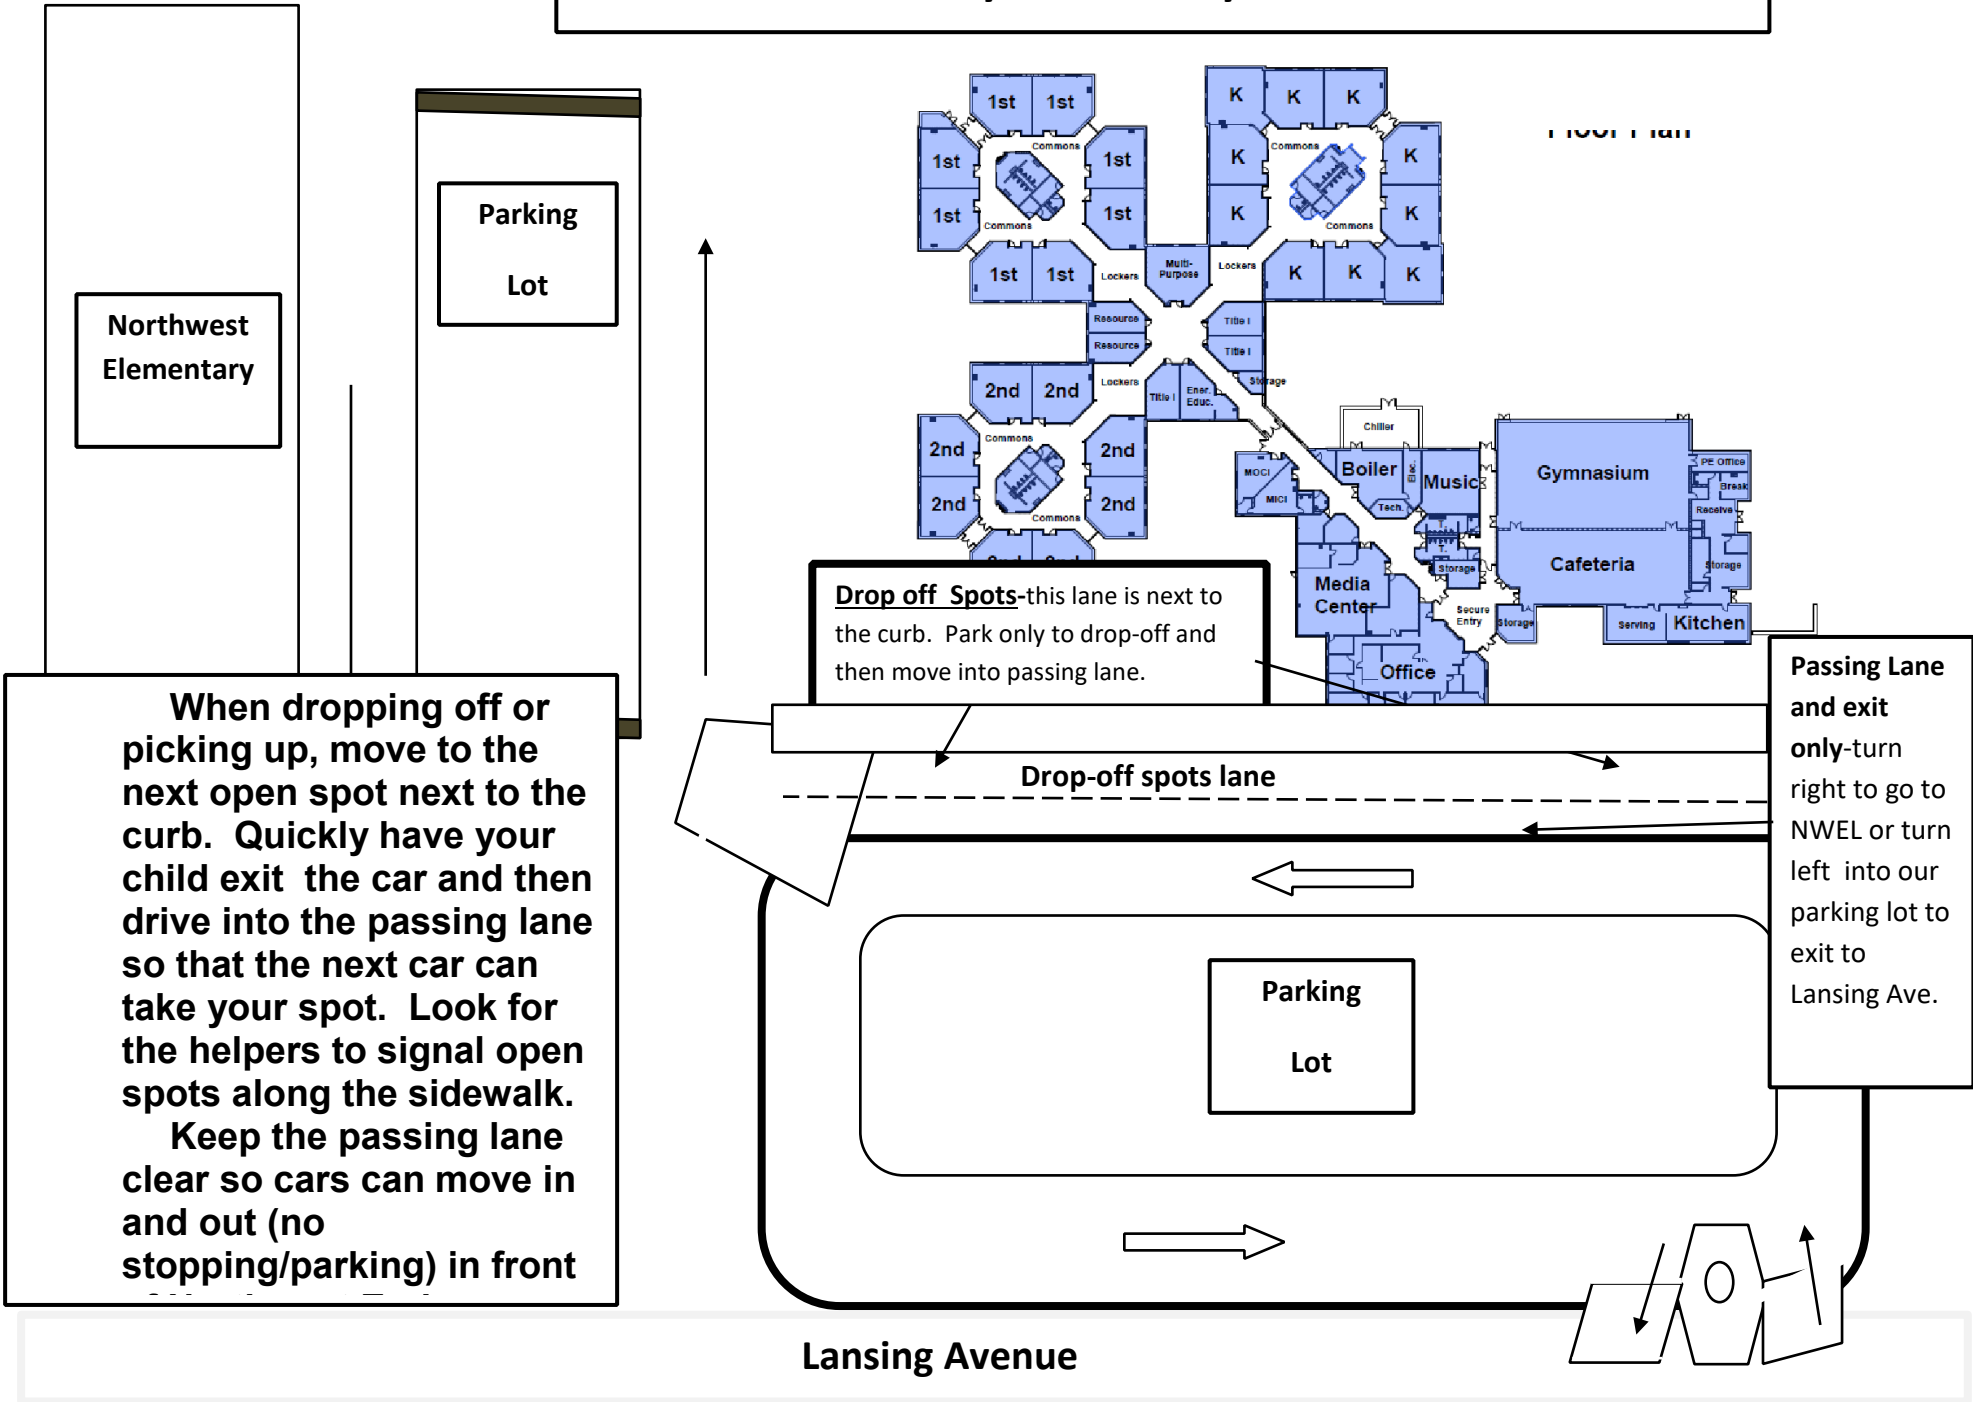 Floor Plan
1st 1st
Commons
1st 1st
1st 1st
Commons
1st 1st
Lockers
K K K
Commons
K K
K K
Commons
K K K
Lockers
Multi-
Purpose
Resource
Resource
Title I
Title I
Storage
Lockers
Title I
Ener.
Educ.
2nd 2nd
Commons
2nd 2nd
2nd 2nd
Commons
Chiller
MOCI
MICI
Boiler
Elec.
Music
Tech.
T.
T.
Storage
Gymnasium
PE Office
Break
Receive
Cafeteria
Storage
Media
Center
Secure
Entry
Storage
Serving
Kitchen
Office
Northwest
Elementary
Parking
Lot
Drop off Spots-this lane is next to
the curb. Park only to drop-off and
then move into passing lane.
When dropping off or
picking up, move to the
next open spot next to the
curb. Quickly have your
child exit the car and then
drive into the passing lane
so that the next car can
take your spot. Look for
the helpers to signal open
spots along the sidewalk.
Keep the passing lane
clear so cars can move in
and out (no
stopping/parking) in front
Drop-off spots lane
Passing Lane
and exit
only-turn
right to go to
NWEL or turn
left into our
parking lot to
exit to
Lansing Ave.
Parking
Lot
Lansing Avenue